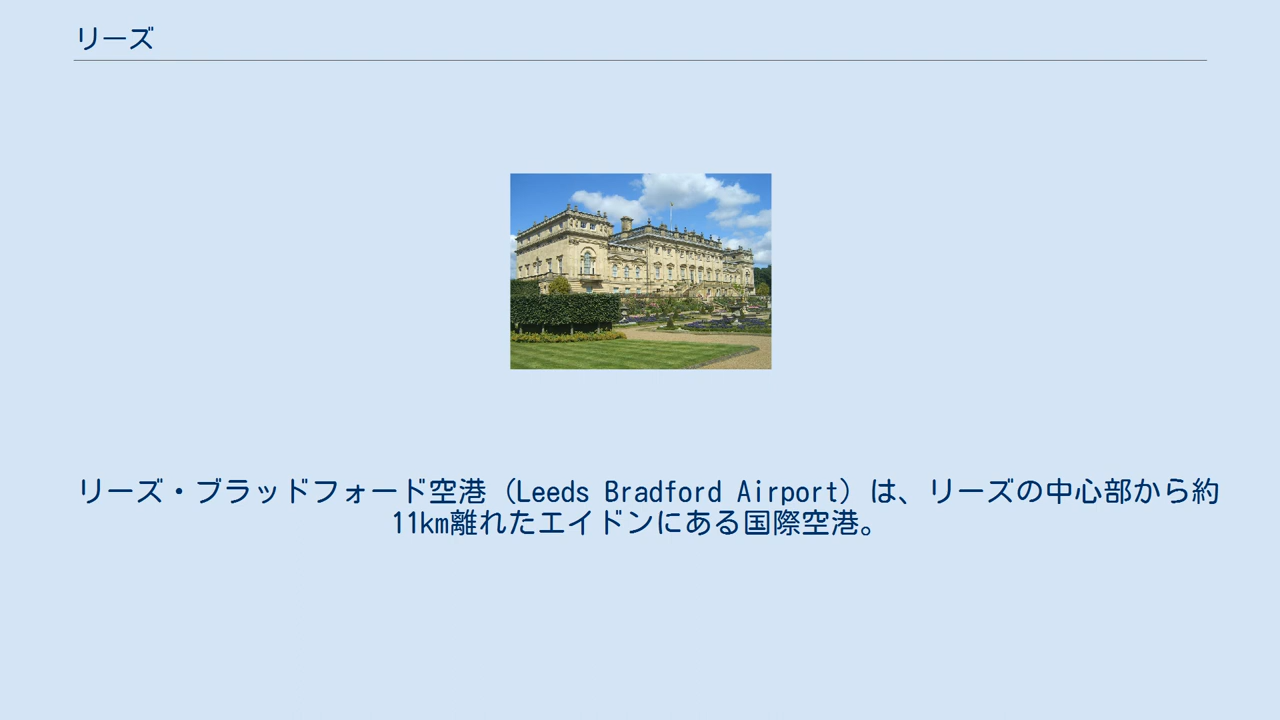 リーズ
リーズ・ブラッドフォード空港（Leeds Bradford Airport）は、リーズの中心部から約
11km離れたエイドンにある国際空港。